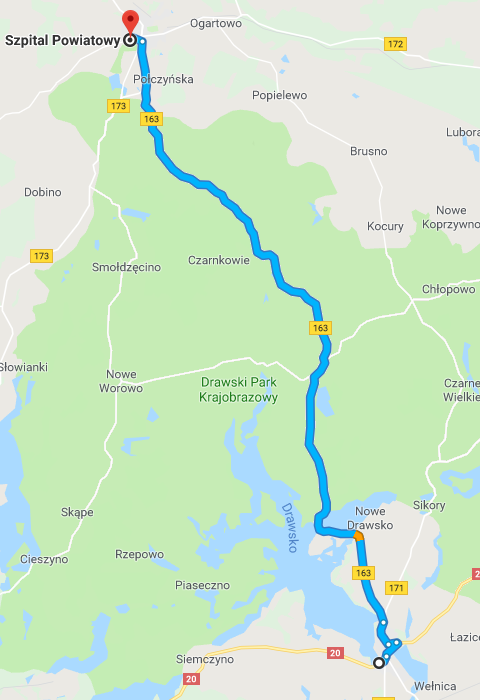 Ogartowo
Szpital Powiatowy
172
Połczyńska
Popielewo
173
163
Lubora
Brusno
Dobino
Nowe
Koprzywno
Kocury
173
Czarnkowie
Smołdzęcino
Chłopowo
163
Słowianki
Nowe
Worowo
Drawski Park
Krajobrazowy
Czarne
Wielkie
Drawsko
Nowe
Drawsko
Sikory
Skąpe
Rzepowo
Cieszyno
163
171
2
Piaseczno
Łazic
20
Siemczyno
20
Wełnica